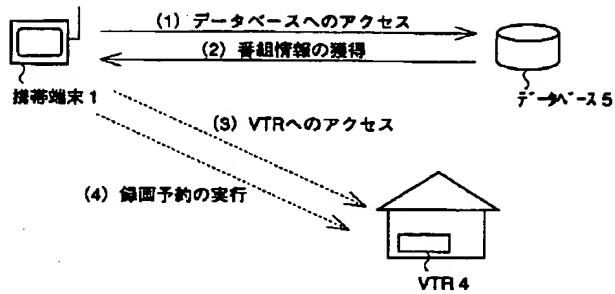 (1) データベースへのアクセス
(2) 番組情報の獲得
携帯端末 1
データベース 5
(3) VTRへのアクセス
(4) 録画予約の実行
VTR 4